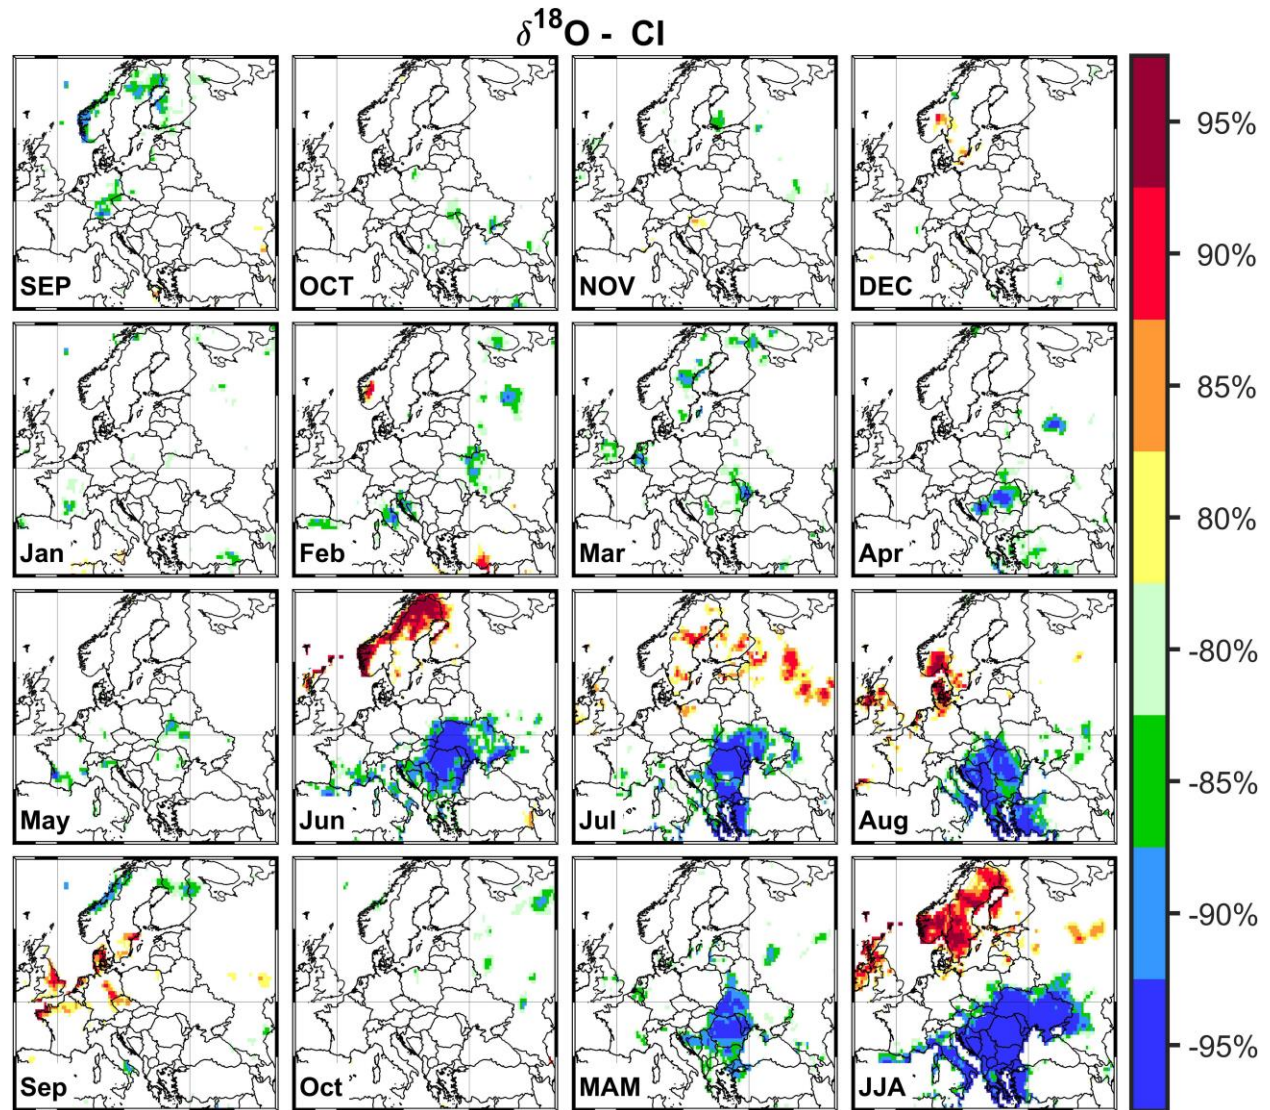 δ18O - CI
SEP
OCT
NOV
DEC
Jan
Feb
Mar
Apr
May
Jun
Jul
Aug
Sep
Oct
MAM
JJA
95%
90%
85%
80%
-80%
-85%
-90%
-95%